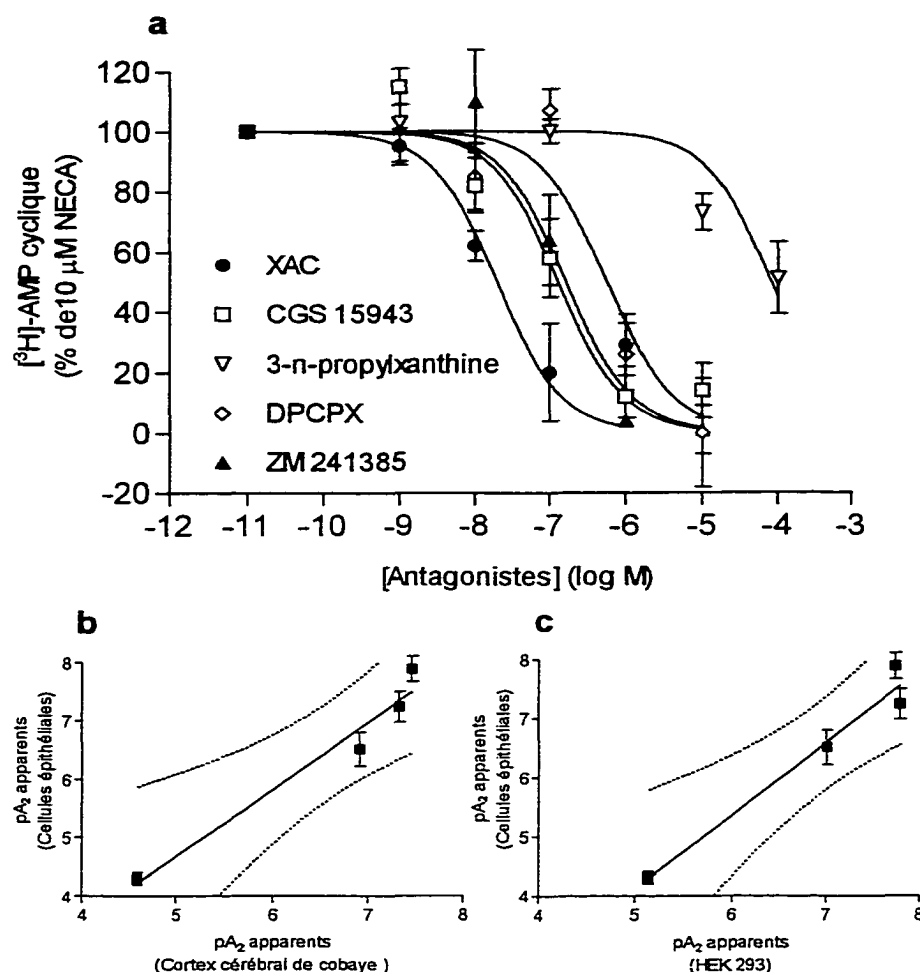 a
[³H]-AMP cyclique
(% de10 µM NECA)
120
100
80
60
40
20
0
-20
XAC
CGS 15943
3-n-propylxanthine
DPCPX
ZM 241385
-12 -11 -10 -9 -8 -7 -6 -5 -4 -3
[Antagonistes] (log M)
b
pA₂ apparents
(Cellules épithéliales)
8
7
6
5
4
4 5 6 7 8
pA₂ apparents
(Cortex cérébral de cobaye )
c
pA₂ apparents
(Cellules épithéliales)
8
7
6
5
4
4 5 6 7 8
pA₂ apparents
(HEK 293)